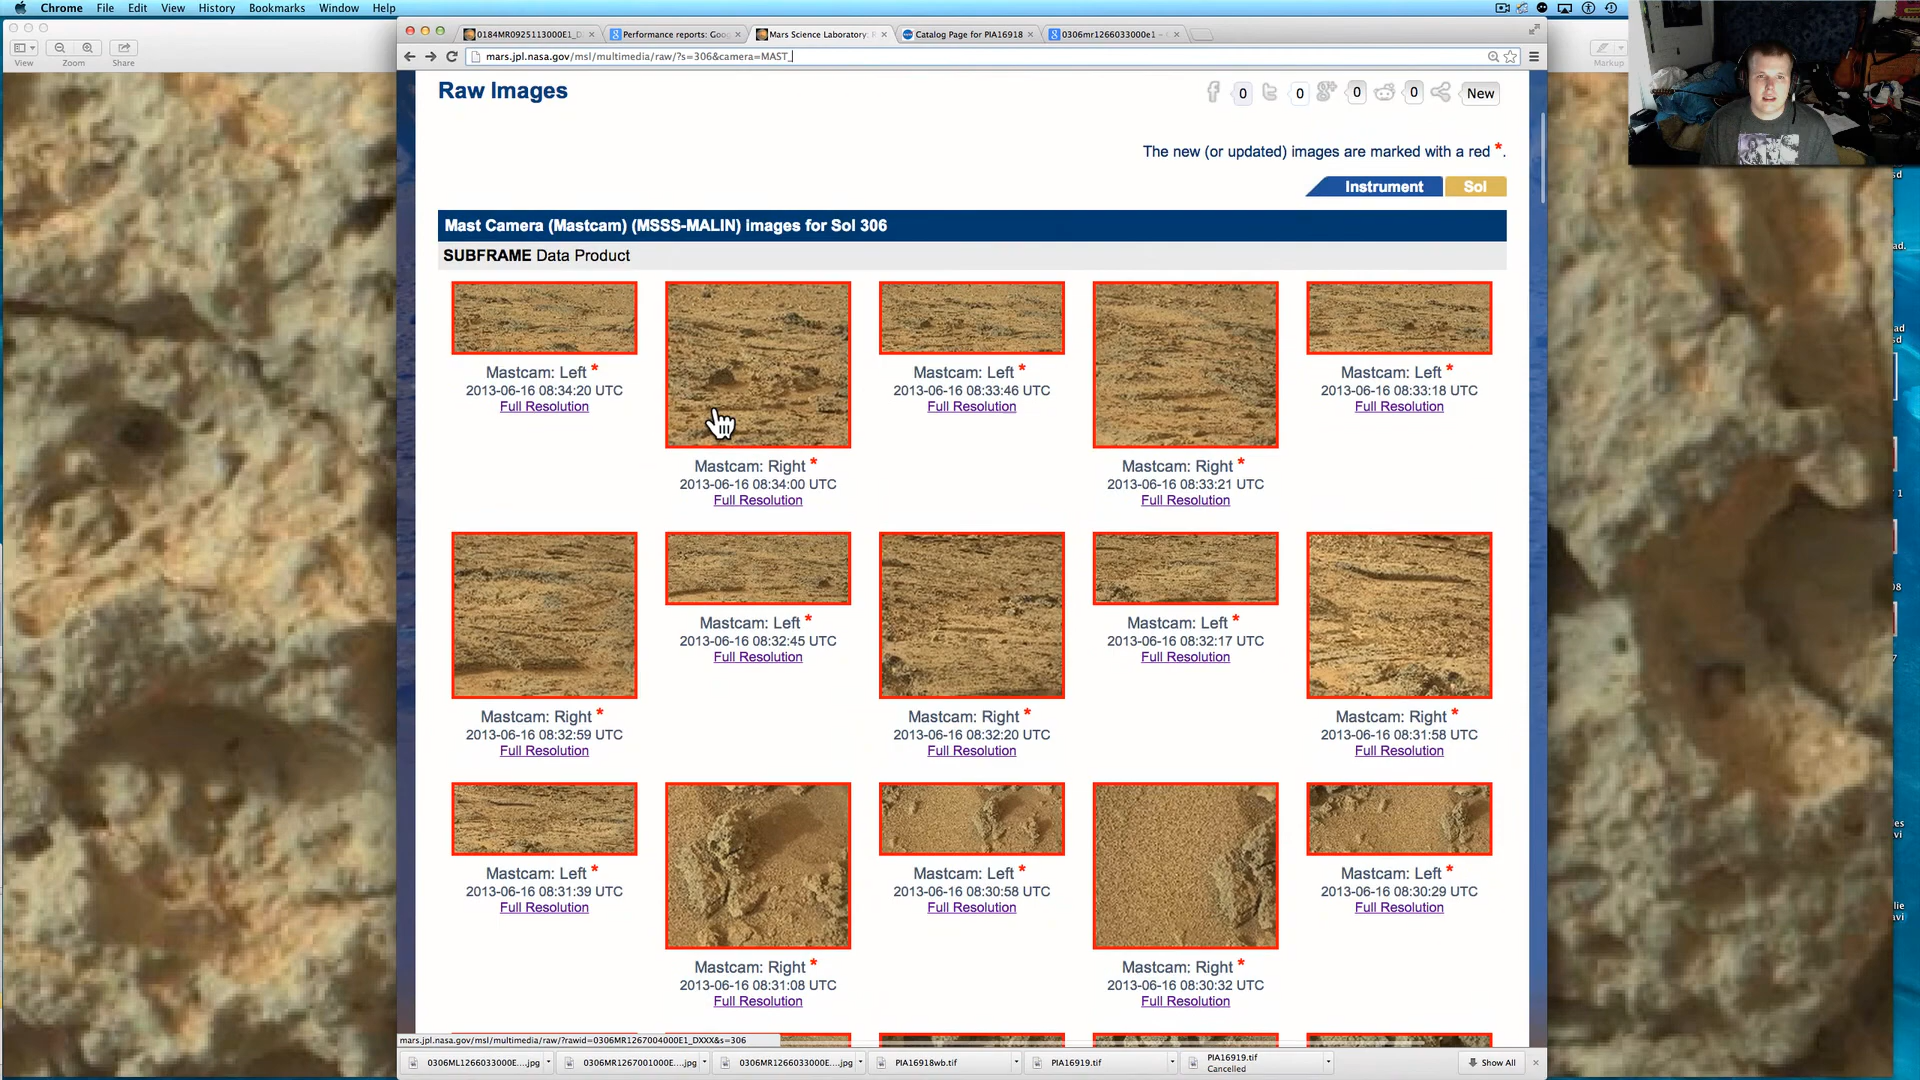 Chrome File Edit View History Bookmarks Window Help
View Zoom Share Markup
0184MR0925113000E1_D Performance reports: Goo Mars Science Laboratory: R Catalog Page for PIA16918 0306mr1266033000e1 –
mars.jpl.nasa.gov/msl/multimedia/raw/?s=306&camera=MAST_
Raw Images
0 0 0 0 New
The new (or updated) images are marked with a red *.
Instrument Sol
Mast Camera (Mastcam) (MSSS-MALIN) images for Sol 306
SUBFRAME Data Product
Mastcam: Left * Mastcam: Left * Mastcam: Left *
2013-06-16 08:34:20 UTC 2013-06-16 08:33:46 UTC 2013-06-16 08:33:18 UTC
Full Resolution Full Resolution Full Resolution
Mastcam: Right * Mastcam: Right *
2013-06-16 08:34:00 UTC 2013-06-16 08:33:21 UTC
Full Resolution Full Resolution
Mastcam: Left * Mastcam: Left *
2013-06-16 08:32:45 UTC 2013-06-16 08:32:17 UTC
Full Resolution Full Resolution
Mastcam: Right * Mastcam: Right * Mastcam: Right *
2013-06-16 08:32:59 UTC 2013-06-16 08:32:20 UTC 2013-06-16 08:31:58 UTC
Full Resolution Full Resolution Full Resolution
Mastcam: Left * Mastcam: Left * Mastcam: Left *
2013-06-16 08:31:39 UTC 2013-06-16 08:30:58 UTC 2013-06-16 08:30:29 UTC
Full Resolution Full Resolution Full Resolution
Mastcam: Right * Mastcam: Right *
2013-06-16 08:31:08 UTC 2013-06-16 08:30:32 UTC
Full Resolution Full Resolution
mars.jpl.nasa.gov/msl/multimedia/raw/?rawid=0306MR1267004000E1_DXXX&s=306
0306ML1266033000E....jpg 0306MR1267001000E....jpg 0306MR1266033000E....jpg PIA16918wb.tif PIA16919.tif PIA16919.tif Show All
Cancelled